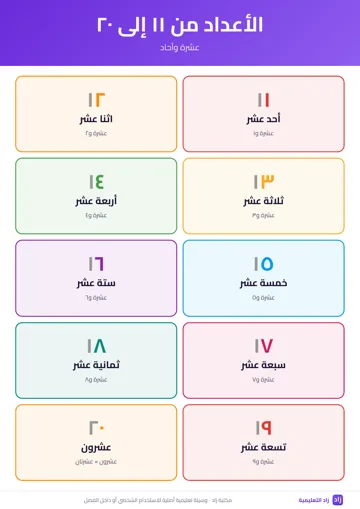 الأعداد من ١١ إلى ٢٠
عشرة وآحاد
١١
أحد عشر
عشرة و١
١٢
اثنا عشر
عشرة و٢
١٣
ثلاثة عشر
عشرة و٣
١٤
أربعة عشر
عشرة و٤
١٥
خمسة عشر
عشرة و٥
١٦
ستة عشر
عشرة و٦
١٧
سبعة عشر
عشرة و٧
١٨
ثمانية عشر
عشرة و٨
١٩
تسعة عشر
عشرة و٩
٢٠
عشرون
عشرون = عشرتان
زاد
زاد التعليمية
مكتبة زاد · وسيلة تعليمية أصلية للاستخدام الشخصي أو داخل الفصل